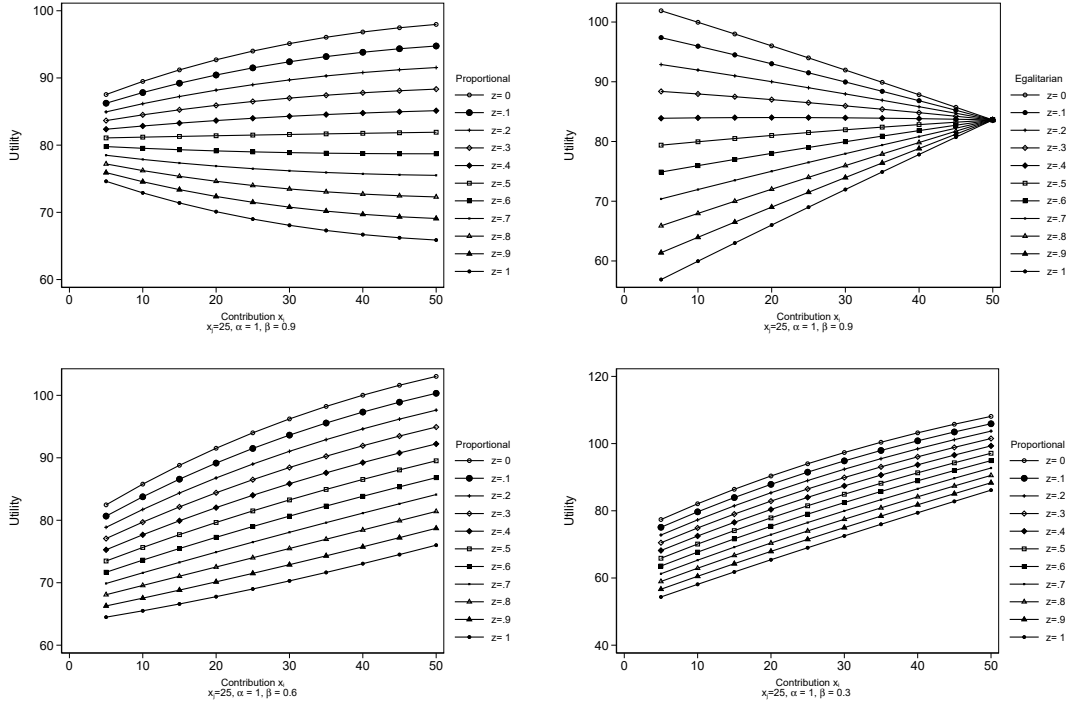 100
90
80
70
60
Utility
0
10
20
30
40
50
Contribution xᵢ
xⱼ=25, α = 1, β = 0.9
Proportional
z= 0
z=.1
z=.2
z=.3
z=.4
z=.5
z=.6
z=.7
z=.8
z=.9
z= 1
100
90
80
70
60
Utility
0
10
20
30
40
50
Contribution xᵢ
xⱼ=25, α = 1, β = 0.9
Egalitarian
z= 0
z=.1
z=.2
z=.3
z=.4
z=.5
z=.6
z=.7
z=.8
z=.9
z= 1
100
90
80
70
60
Utility
0
10
20
30
40
50
Contribution xᵢ
xⱼ=25, α = 1, β = 0.6
Proportional
z= 0
z=.1
z=.2
z=.3
z=.4
z=.5
z=.6
z=.7
z=.8
z=.9
z= 1
120
100
80
60
40
Utility
0
10
20
30
40
50
Contribution xᵢ
xⱼ=25, α = 1, β = 0.3
Proportional
z= 0
z=.1
z=.2
z=.3
z=.4
z=.5
z=.6
z=.7
z=.8
z=.9
z= 1